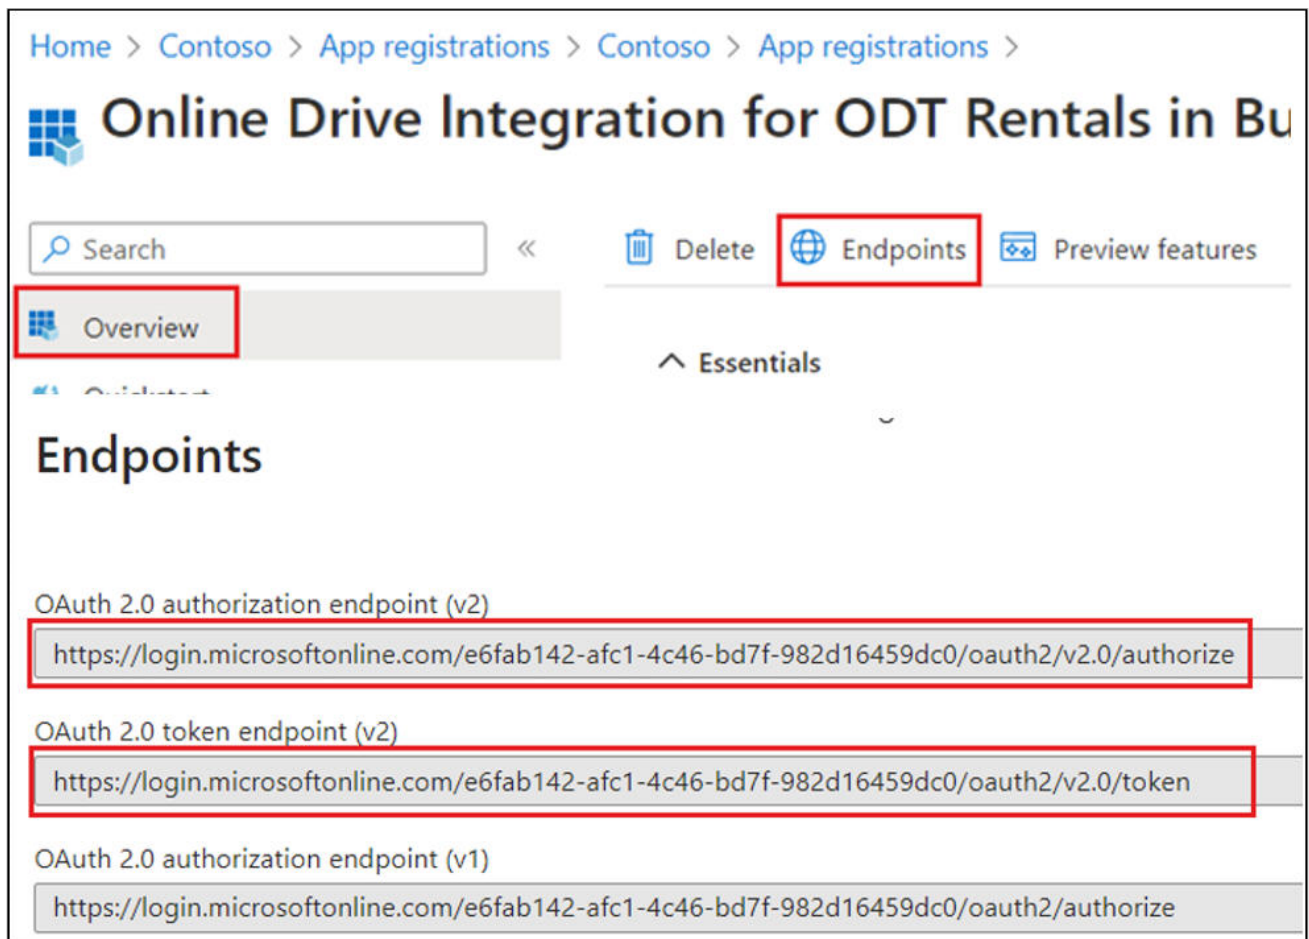 Home > Contoso > App registrations > Contoso > App registrations >
Online Drive Integration for ODT Rentals in Bu
Search « Delete Endpoints Preview features
Overview
Essentials
Endpoints
OAuth 2.0 authorization endpoint (v2)
https://login.microsoftonline.com/e6fab142-afc1-4c46-bd7f-982d16459dc0/oauth2/v2.0/authorize
OAuth 2.0 token endpoint (v2)
https://login.microsoftonline.com/e6fab142-afc1-4c46-bd7f-982d16459dc0/oauth2/v2.0/token
OAuth 2.0 authorization endpoint (v1)
https://login.microsoftonline.com/e6fab142-afc1-4c46-bd7f-982d16459dc0/oauth2/authorize